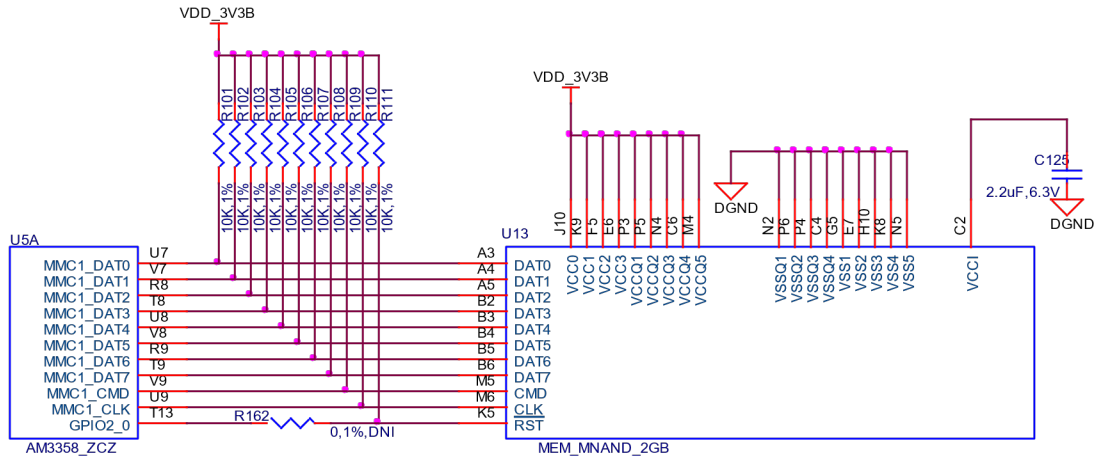 VDD_3V3B
R101
R102
R103
R104
R105
R106
R107
R108
R109
R110
R111
10K,1%
10K,1%
10K,1%
10K,1%
10K,1%
10K,1%
10K,1%
10K,1%
10K,1%
10K,1%
10K,1%
VDD_3V3B
DGND
C125
2.2uF,6.3V
DGND
U5A
U13
J10
K9
F5
E6
P3
P5
N4
C6
M4
N2
P6
P4
C4
G5
E7
H10
K8
N5
C2
VCC0
VCC1
VCC2
VCC3
VCCQ1
VCCQ2
VCCQ3
VCCQ4
VCCQ5
VSSQ1
VSSQ2
VSSQ3
VSSQ4
VSS1
VSS2
VSS3
VSS4
VSS5
VCCI
MMC1_DAT0 U7 A3 DAT0
MMC1_DAT1 V7 A4 DAT1
MMC1_DAT2 R8 A5 DAT2
MMC1_DAT3 T8 B2 DAT3
MMC1_DAT4 U8 B3 DAT4
MMC1_DAT5 V8 B4 DAT5
MMC1_DAT6 R9 B5 DAT6
MMC1_DAT7 T9 B6 DAT7
MMC1_CMD V9 M5 CMD
MMC1_CLK U9 M6 CLK
GPIO2_0 T13 R162 K5 RST
0,1%,DNI
AM3358_ZCZ
MEM_MNAND_2GB